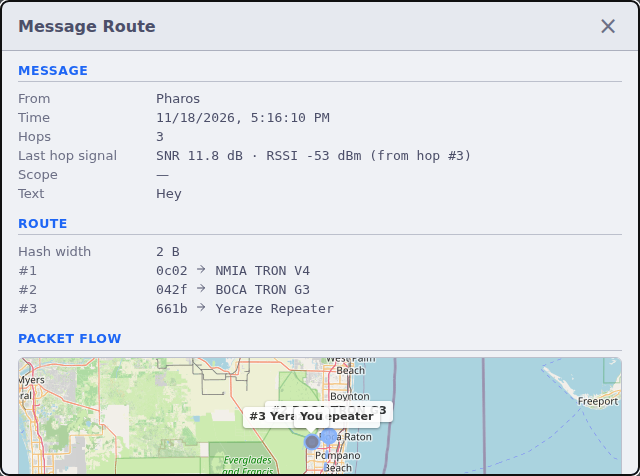 Message Route
MESSAGE
From Pharos
Time 11/18/2026, 5:16:10 PM
Hops 3
Last hop signal SNR 11.8 dB · RSSI -53 dBm (from hop #3)
Scope —
Text Hey
ROUTE
Hash width 2 B
#1 0c02 → NMIA TRON V4
#2 042f → BOCA TRON G3
#3 661b → Yeraze Repeater
PACKET FLOW
West Palm
Beach
Myers
Boynton
Freeport
#3 Yera You peater
Raton
Pompano
Beach
Everglades
and Francis